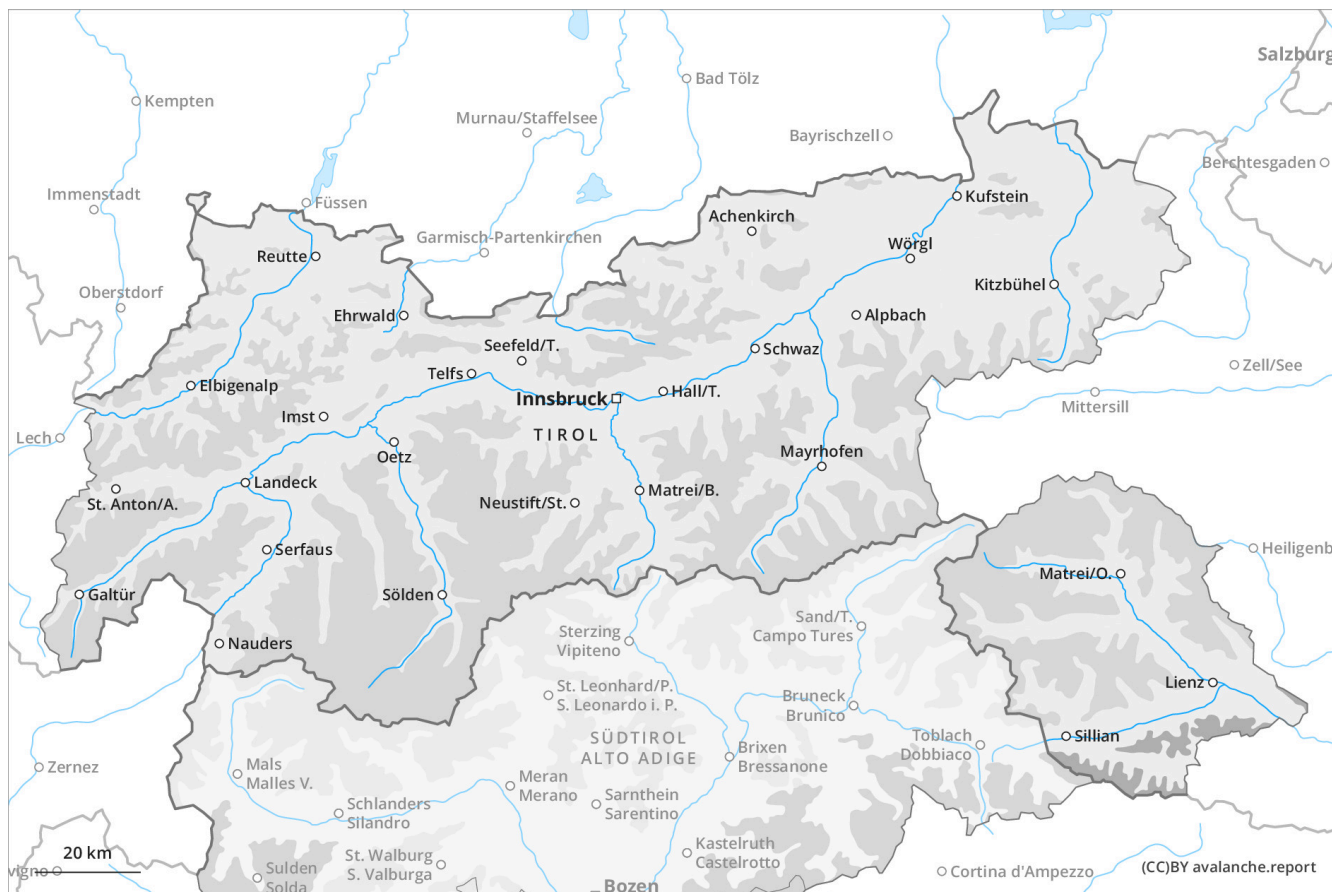 Salzburg
Bad Tölz
Kempten
Murnau/Staffelsee
Bayrischzell
Berchtesgaden
Immenstadt
Füssen
Kufstein
Achenkirch
Garmisch-Partenkirchen
Wörgl
Reutte
Kitzbühel
Oberstdorf
Ehrwald
Alpbach
Seefeld/T.
Schwaz
Zell/See
Telfs
Elbigenalp
Hall/T.
Innsbruck
Mittersill
Imst
TIROL
Lech
Oetz
Mayrhofen
Landeck
Matrei/B.
St. Anton/A.
Neustift/St.
Serfaus
Heiligenb
Matrei/O.
Galtür
Sölden
Sand/T.
Campo Tures
Sterzing
Vipiteno
Nauders
Lienz
St. Leonhard/P.
S. Leonardo i. P.
Bruneck
Brunico
SÜDTIROL
ALTO ADIGE
Toblach
Dobbiaco
Sillian
Brixen
Bressanone
Zernez
Mals
Malles V.
Meran
Merano
Sarnthein
Sarentino
Schlanders
Silandro
Kastelruth
Castelrotto
20 km
St. Walburg
S. Valburga
vigno
Sulden
Solda
Cortina d'Ampezzo
(CC)BY avalanche.report
Bozen